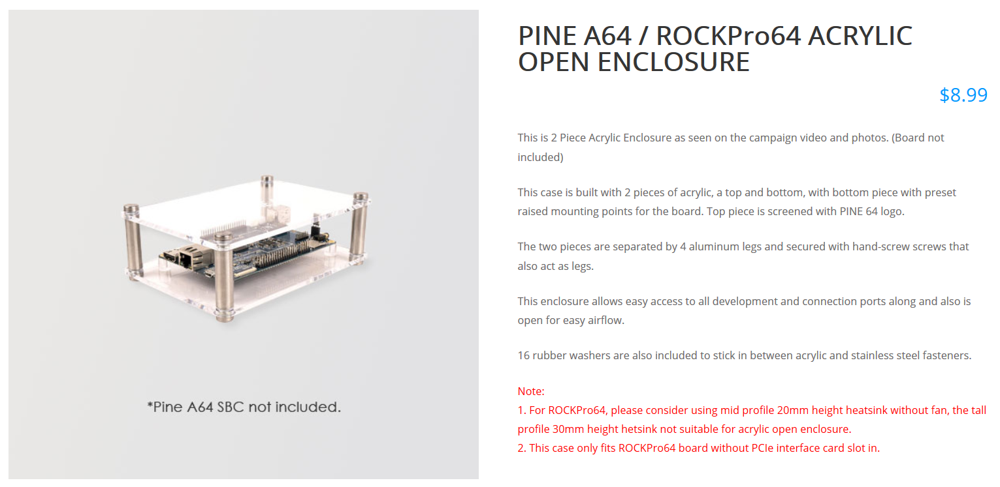 PINE A64 / ROCKPro64 ACRYLIC
OPEN ENCLOSURE
$8.99
This is 2 Piece Acrylic Enclosure as seen on the campaign video and photos. (Board not
included)
This case is built with 2 pieces of acrylic, a top and bottom, with bottom piece with preset
raised mounting points for the board. Top piece is screened with PINE 64 logo.
The two pieces are separated by 4 aluminum legs and secured with hand-screw screws that
also act as legs.
This enclosure allows easy access to all development and connection ports along and also is
open for easy airflow.
16 rubber washers are also included to stick in between acrylic and stainless steel fasteners.
Note:
1. For ROCKPro64, please consider using mid profile 20mm height heatsink without fan, the tall
profile 30mm height hetsink not suitable for acrylic open enclosure.
2. This case only fits ROCKPro64 board without PCIe interface card slot in.
*Pine A64 SBC not included.